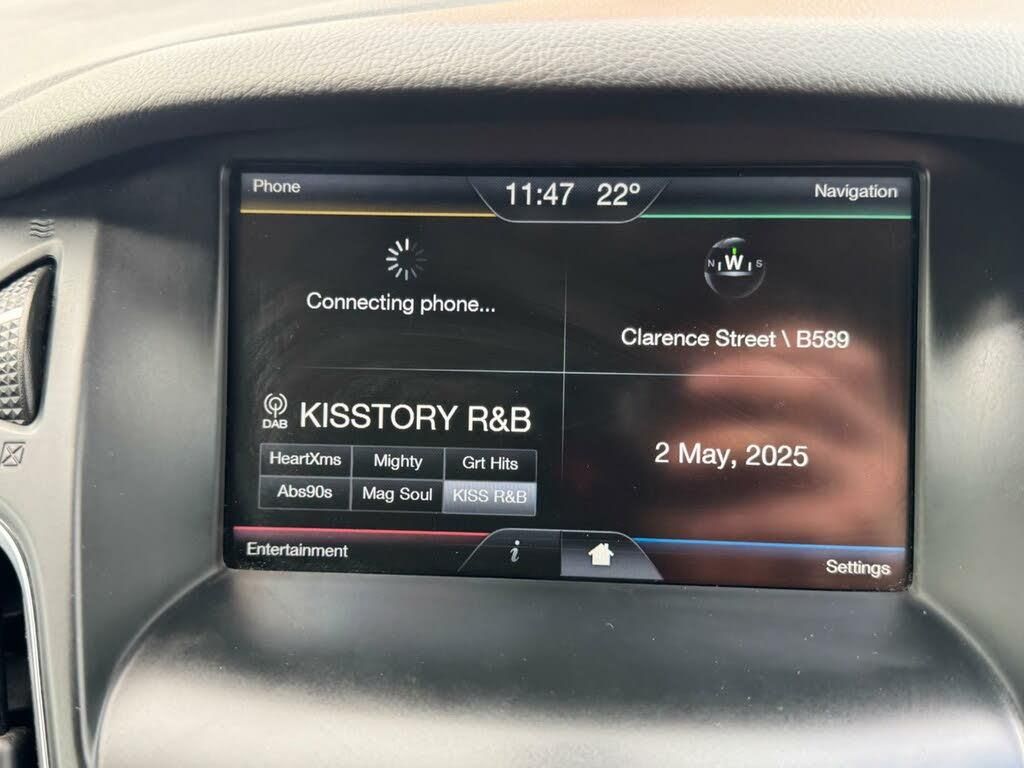 Phone
11:47 22°
Navigation
Connecting phone...
N W S
Clarence Street \ B589
DAB
KISSTORY R&B
HeartXms Mighty Grt Hits
Abs90s Mag Soul KISS R&B
2 May, 2025
Entertainment
i
Settings